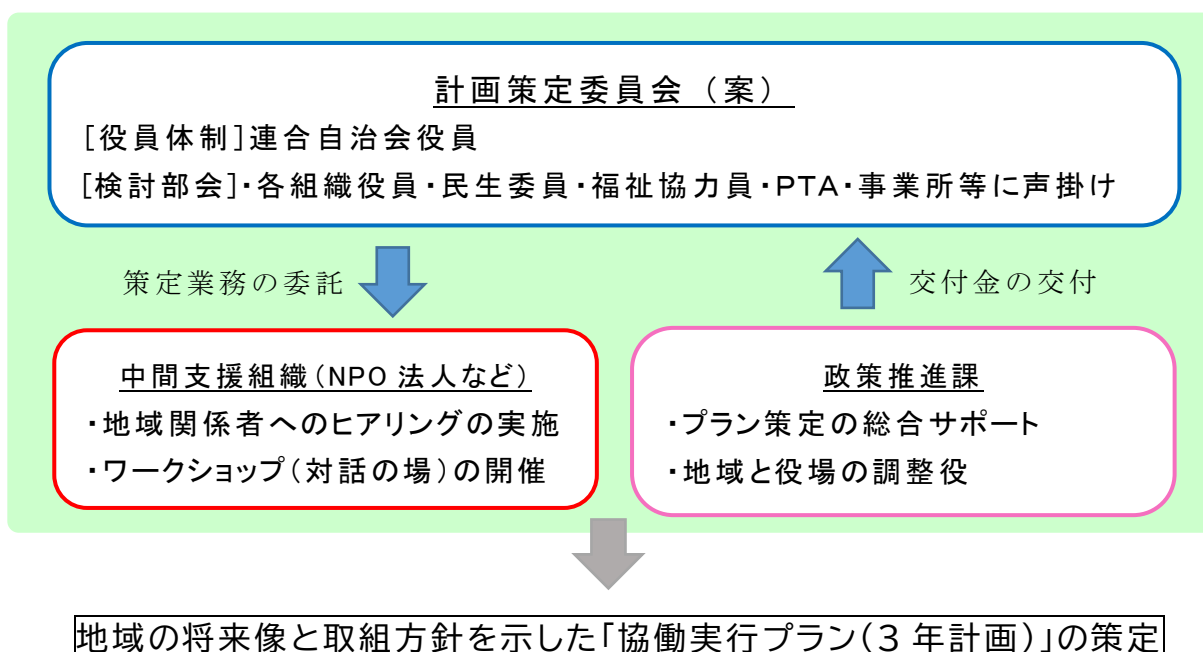 計画策定委員会（案）
[役員体制]連合自治会役員
[検討部会]・各組織役員・民生委員・福祉協力員・PTA・事業所等に声掛け
策定業務の委託
交付金の交付
中間支援組織（NPO 法人など）
・地域関係者へのヒアリングの実施
・ワークショップ（対話の場）の開催
政策推進課
・プラン策定の総合サポート
・地域と役場の調整役
地域の将来像と取組方針を示した「協働実行プラン（3 年計画）」の策定